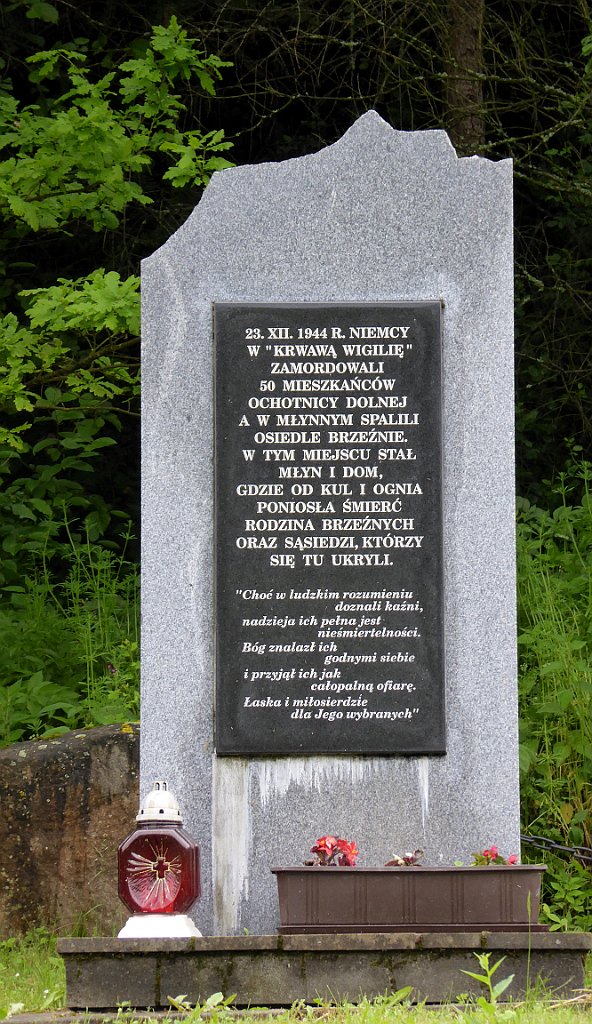 23. XII. 1944 R. NIEMCY
W "KRWAWĄ WIGILIĘ"
ZAMORDOWALI
50 MIESZKAŃCÓW
OCHOTNICY DOLNEJ
A W MŁYNNYM SPALILI
OSIEDLE BRZEŹNIE.
W TYM MIEJSCU STAŁ
MŁYN I DOM,
GDZIE OD KUL I OGNIA
PONIOSŁA ŚMIERĆ
RODZINA BRZEŹNYCH
ORAZ SĄSIEDZI, KTÓRZY
SIĘ TU UKRYLI.
"Choć w ludzkim rozumieniu
doznali kaźni,
nadzieja ich pełna jest
nieśmiertelności.
Bóg znalazł ich
godnymi siebie
i przyjął ich jak
całopalną ofiarę.
Łaska i miłosierdzie
dla Jego wybranych"